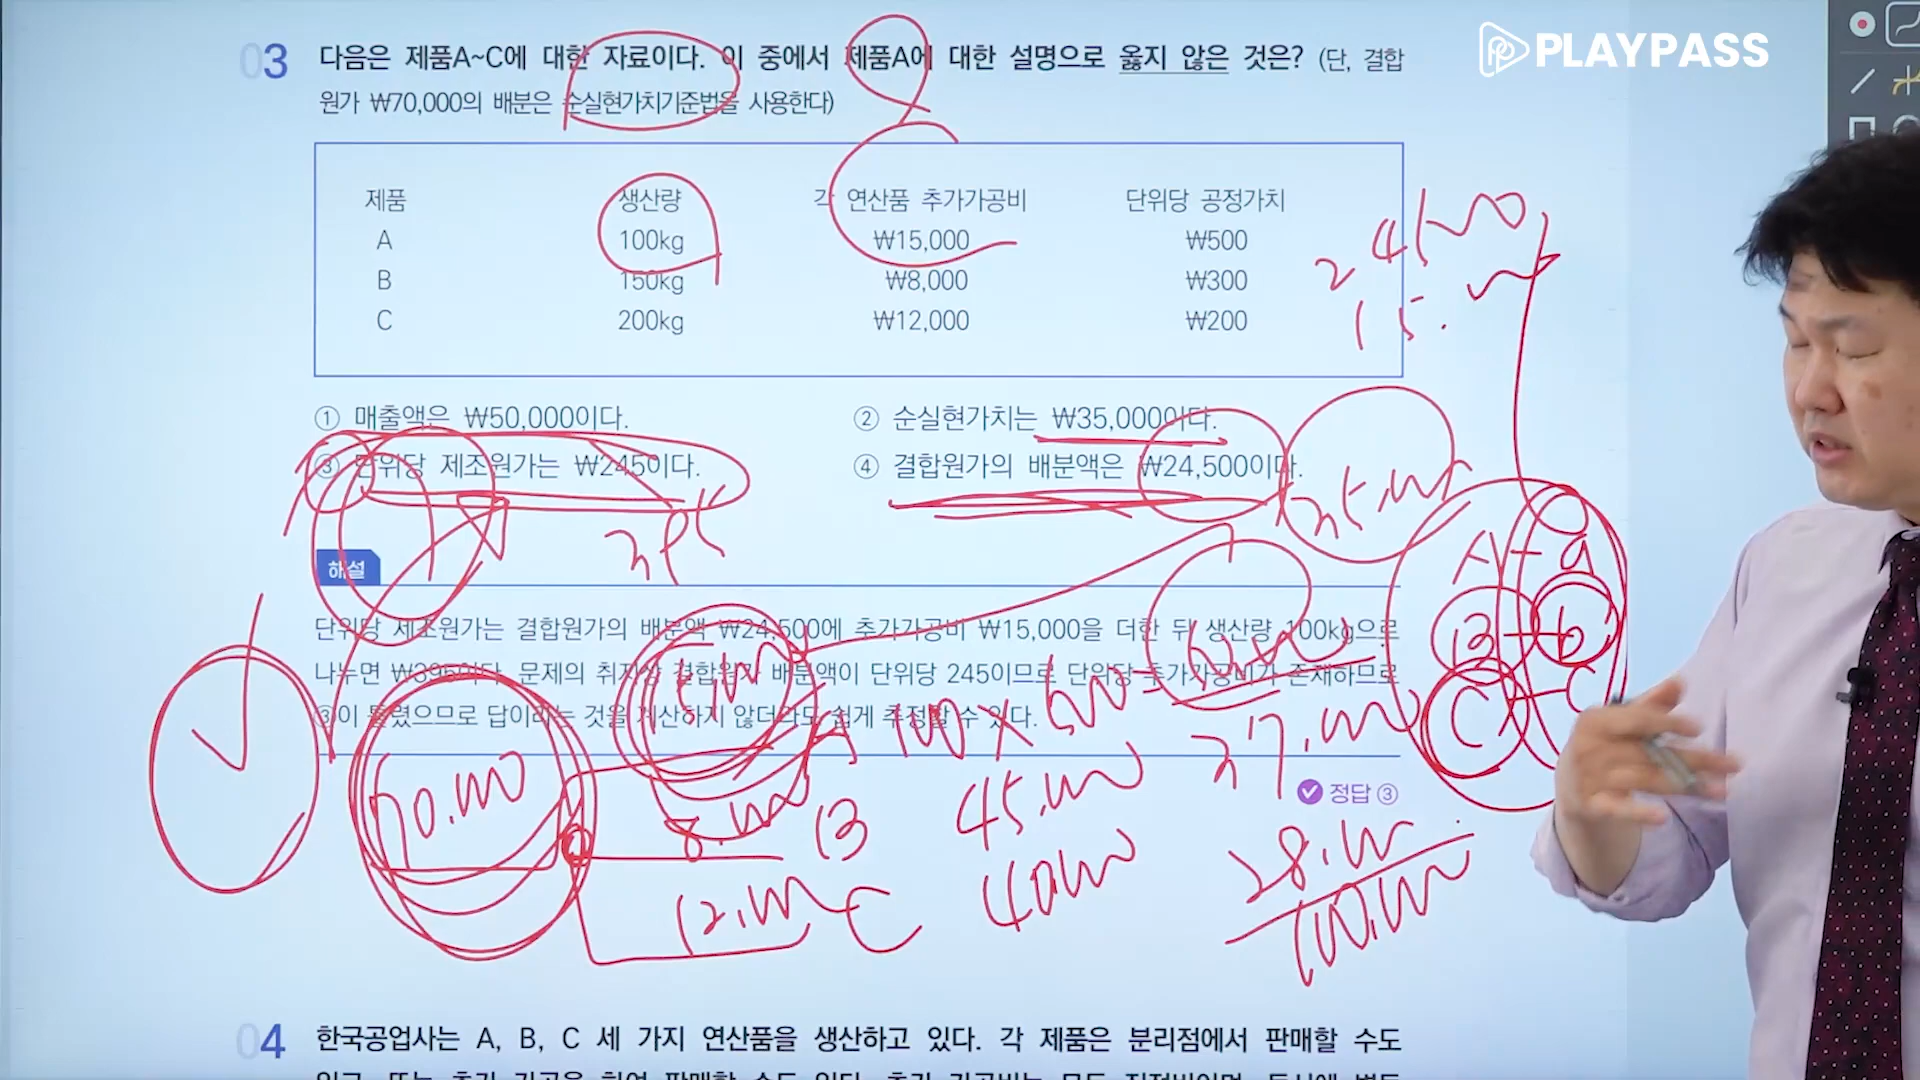 PLAYPASS
03 다음은 제품A~C에 대한 자료이다. 이 중에서 제품A에 대한 설명으로 옳지 않은 것은? (단, 결합
원가 ₩70,000의 배분은 순실현가치기준법을 사용한다)
제품 생산량 각 연산품 추가가공비 단위당 공정가치
A 100kg ₩15,000 ₩500
B 150kg ₩8,000 ₩300
C 200kg ₩12,000 ₩200
① 매출액은 ₩50,000이다. ② 순실현가치는 ₩35,000이다.
③ 단위당 제조원가는 ₩245이다. ④ 결합원가의 배분액은 ₩24,500이다.
해설
단위당 제조원가는 결합원가의 배분액 ₩24,500에 추가가공비 ₩15,000을 더한 뒤 생산량 100kg으로
나누면 ₩395이다. 문제의 취지상 결합원가 배분액이 단위당 245이므로 단위당 추가가공비가 존재하므로
③이 틀렸으므로 답이라는 것을 계산하지 않더라도 쉽게 추정할 수 있다.
정답 ③
70.000
8.000 B 45.000
12.000 C 40000
28.000
100.000
04 한국공업사는 A, B, C 세 가지 연산품을 생산하고 있다. 각 제품은 분리점에서 판매할 수도